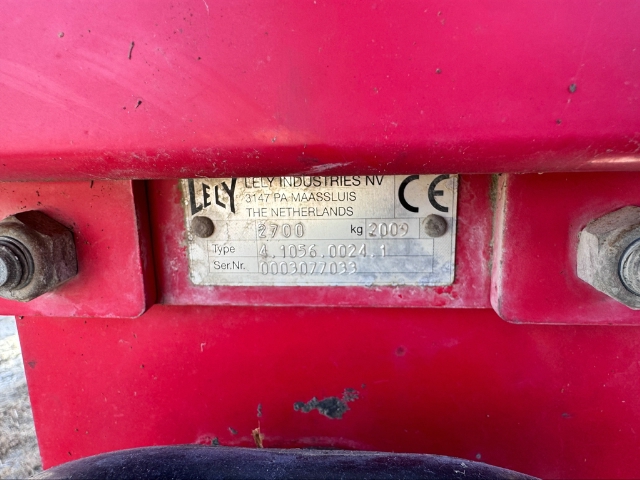 LELY LELY INDUSTRIES NV
3147 PA MAASSLUIS
THE NETHERLANDS
CE
2700 kg 2009
Type 4.1056.0024.1
Ser.Nr. 0003077033